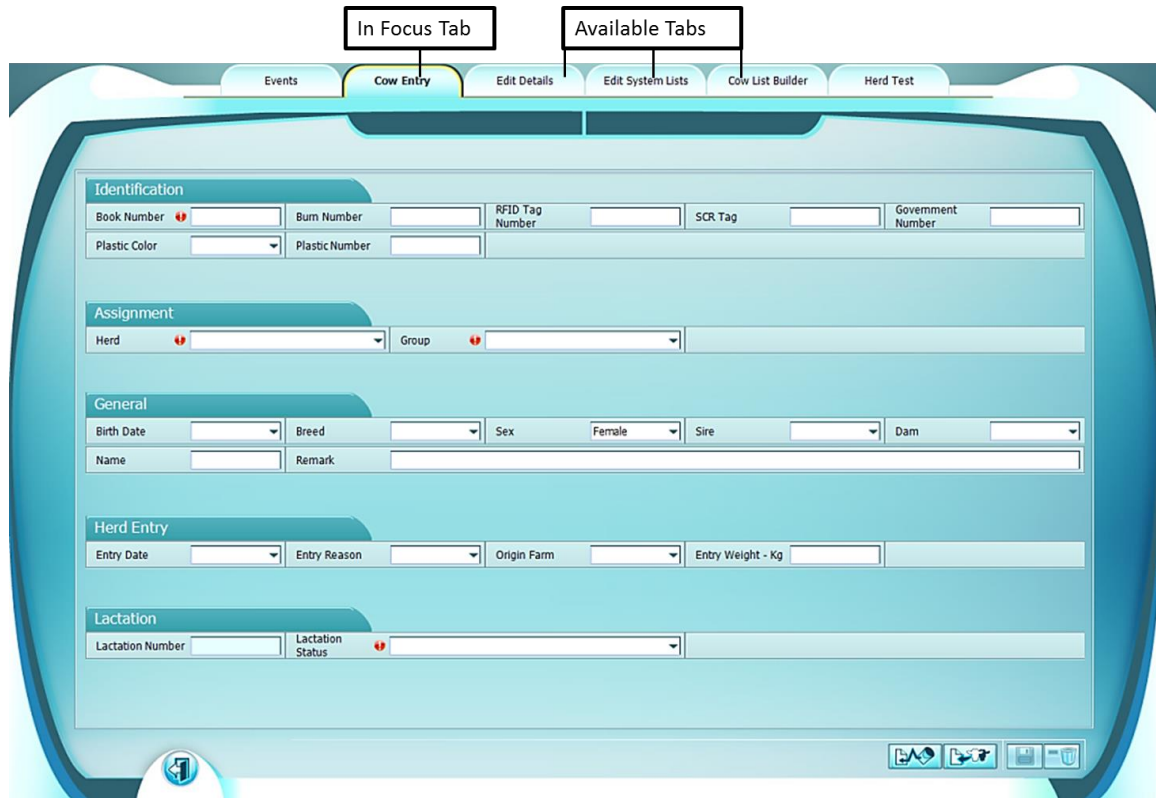 In Focus Tab
Available Tabs
Events
Cow Entry
Edit Details
Edit System Lists
Cow List Builder
Herd Test
Identification
Book Number
Burn Number
RFID Tag
Number
SCR Tag
Government
Number
Plastic Color
Plastic Number
Assignment
Herd
Group
General
Birth Date
Breed
Sex
Female
Sire
Dam
Name
Remark
Herd Entry
Entry Date
Entry Reason
Origin Farm
Entry Weight - Kg
Lactation
Lactation Number
Lactation
Status